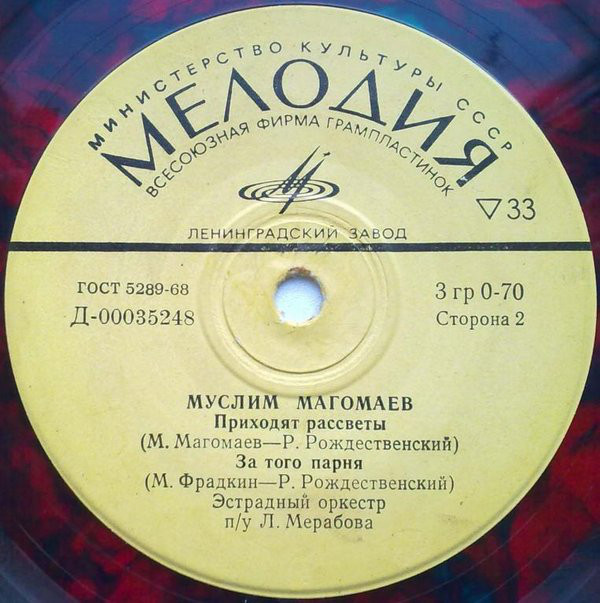 МИНИСТЕРСТВО КУЛЬТУРЫ СССР
МЕЛОДИЯ
ВСЕСОЮЗНАЯ ФИРМА ГРАМПЛАСТИНОК
▽33
ЛЕНИНГРАДСКИЙ ЗАВОД
ГОСТ 5289-68
3 гр 0-70
Д-00035248
Сторона 2
МУСЛИМ МАГОМАЕВ
Приходят рассветы
(М. Магомаев—Р. Рождественский)
За того парня
(М. Фрадкин—Р. Рождественский)
Эстрадный оркестр
п/у Л. Мерабова